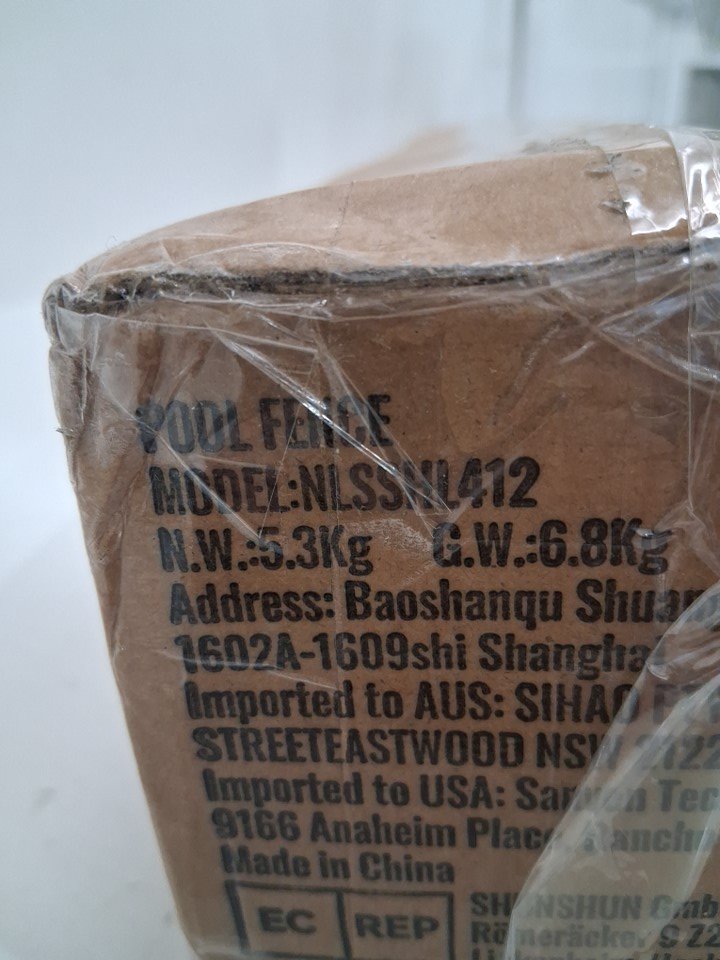 POOL FENCE
MODEL:NLSSNL412
N.W.:5.3Kg G.W.:6.8Kg
Address: Baoshanqu
1602A-1609shi
Imported to AUS: SIHAO
STREETEASTWOOD NSW
Imported to USA:
9166 Anaheim Place,
Made in China
EC REP